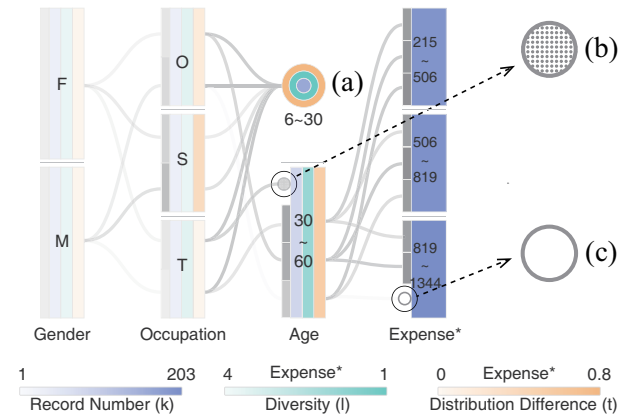 F
M
Gender
O
S
T
Occupation
(a)
6~30
30
~
60
Age
215
~
506
506
~
819
819
~
1344
Expense*
(b)
(c)
1 203
Record Number (k)
4 Expense* 1
Diversity (l)
0 Expense* 0.8
Distribution Difference (t)